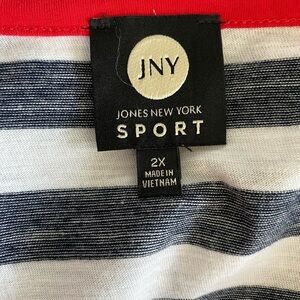 JNY
JONES NEW YORK
SPORT
2X
MADE IN
VIETNAM